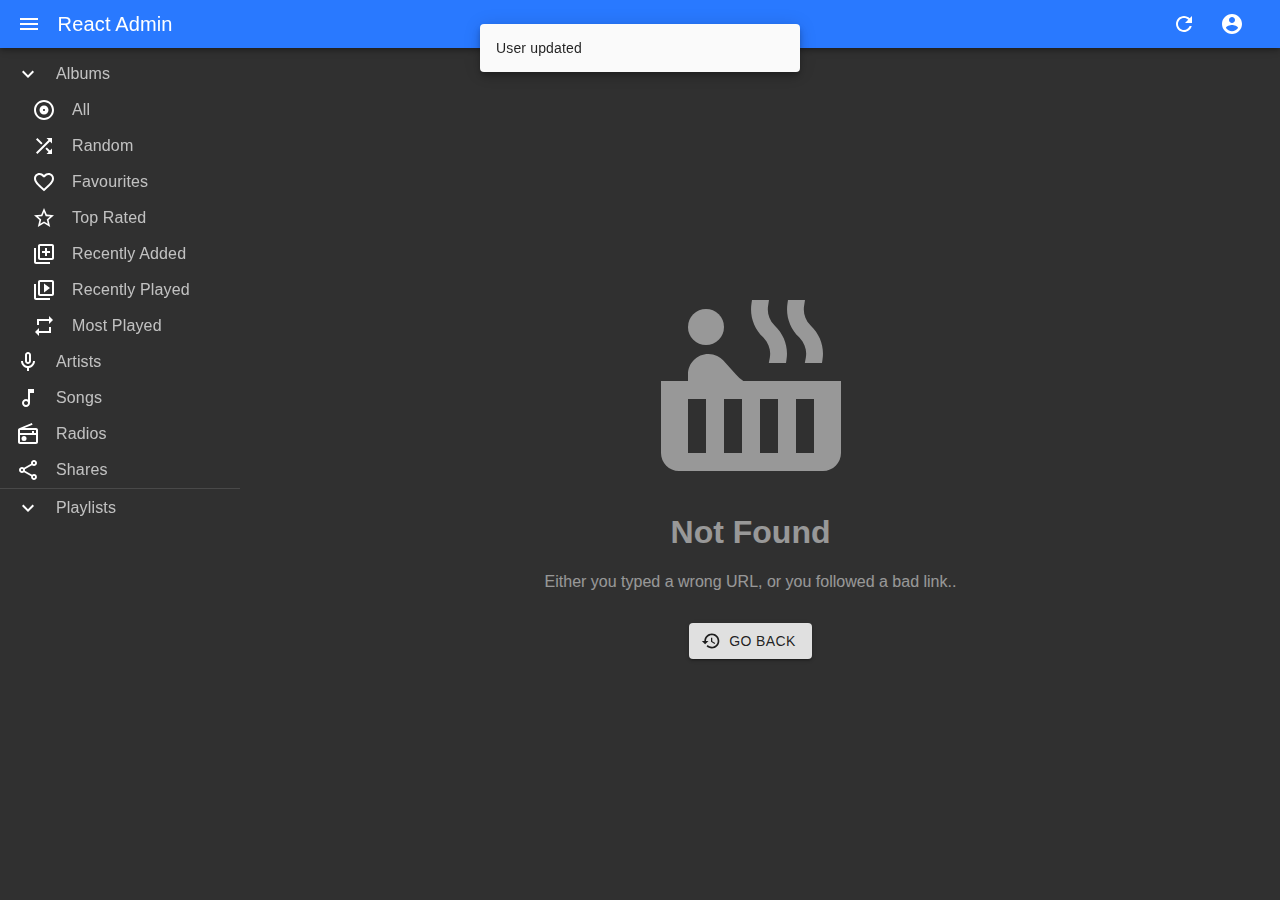 React Admin
User updated
Albums
All
Random
Favourites
Top Rated
Recently Added
Recently Played
Most Played
Artists
Songs
Radios
Shares
Playlists
Not Found
Either you typed a wrong URL, or you followed a bad link..
GO BACK